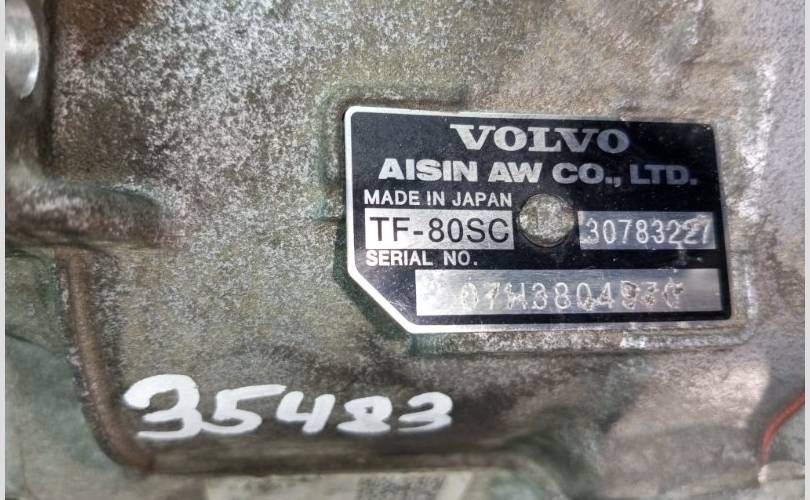 VOLVO
AISIN AW CO., LTD.
MADE IN JAPAN
TF-80SC 30783227
SERIAL NO.
35483